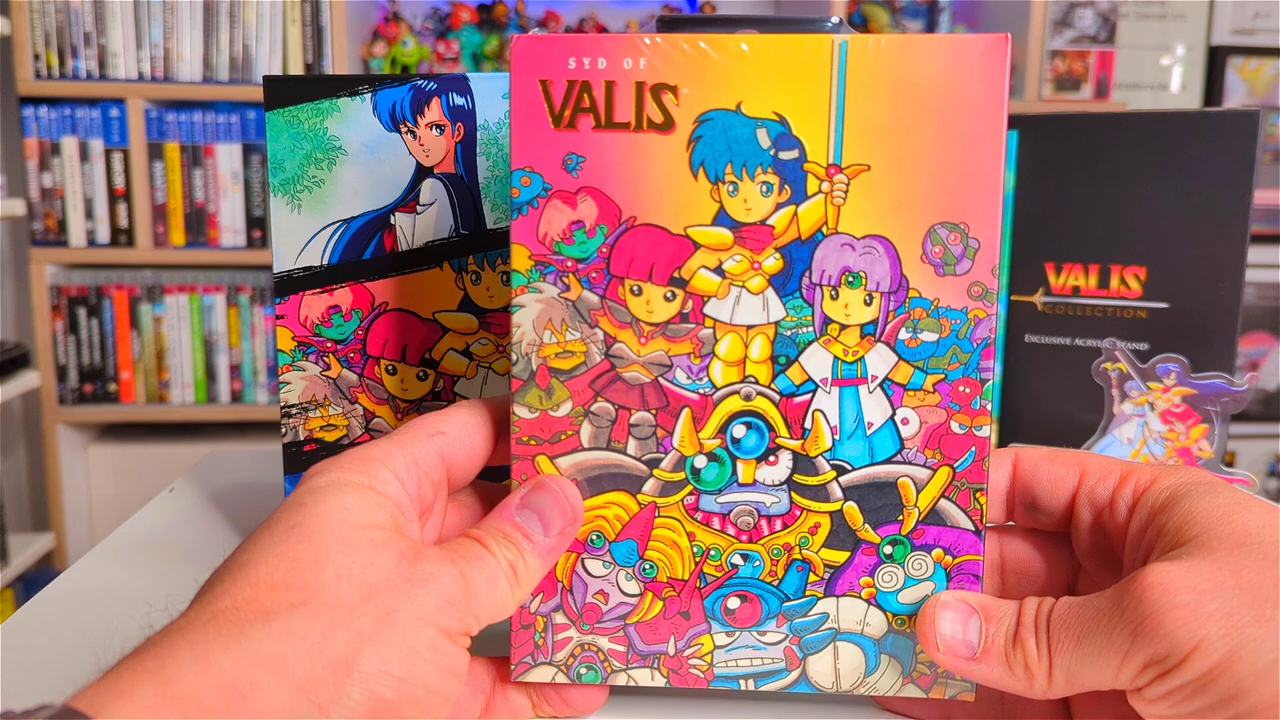 SYD OF
VALIS
VALIS
COLLECTION
EXCLUSIVE ACRYLIC STAND